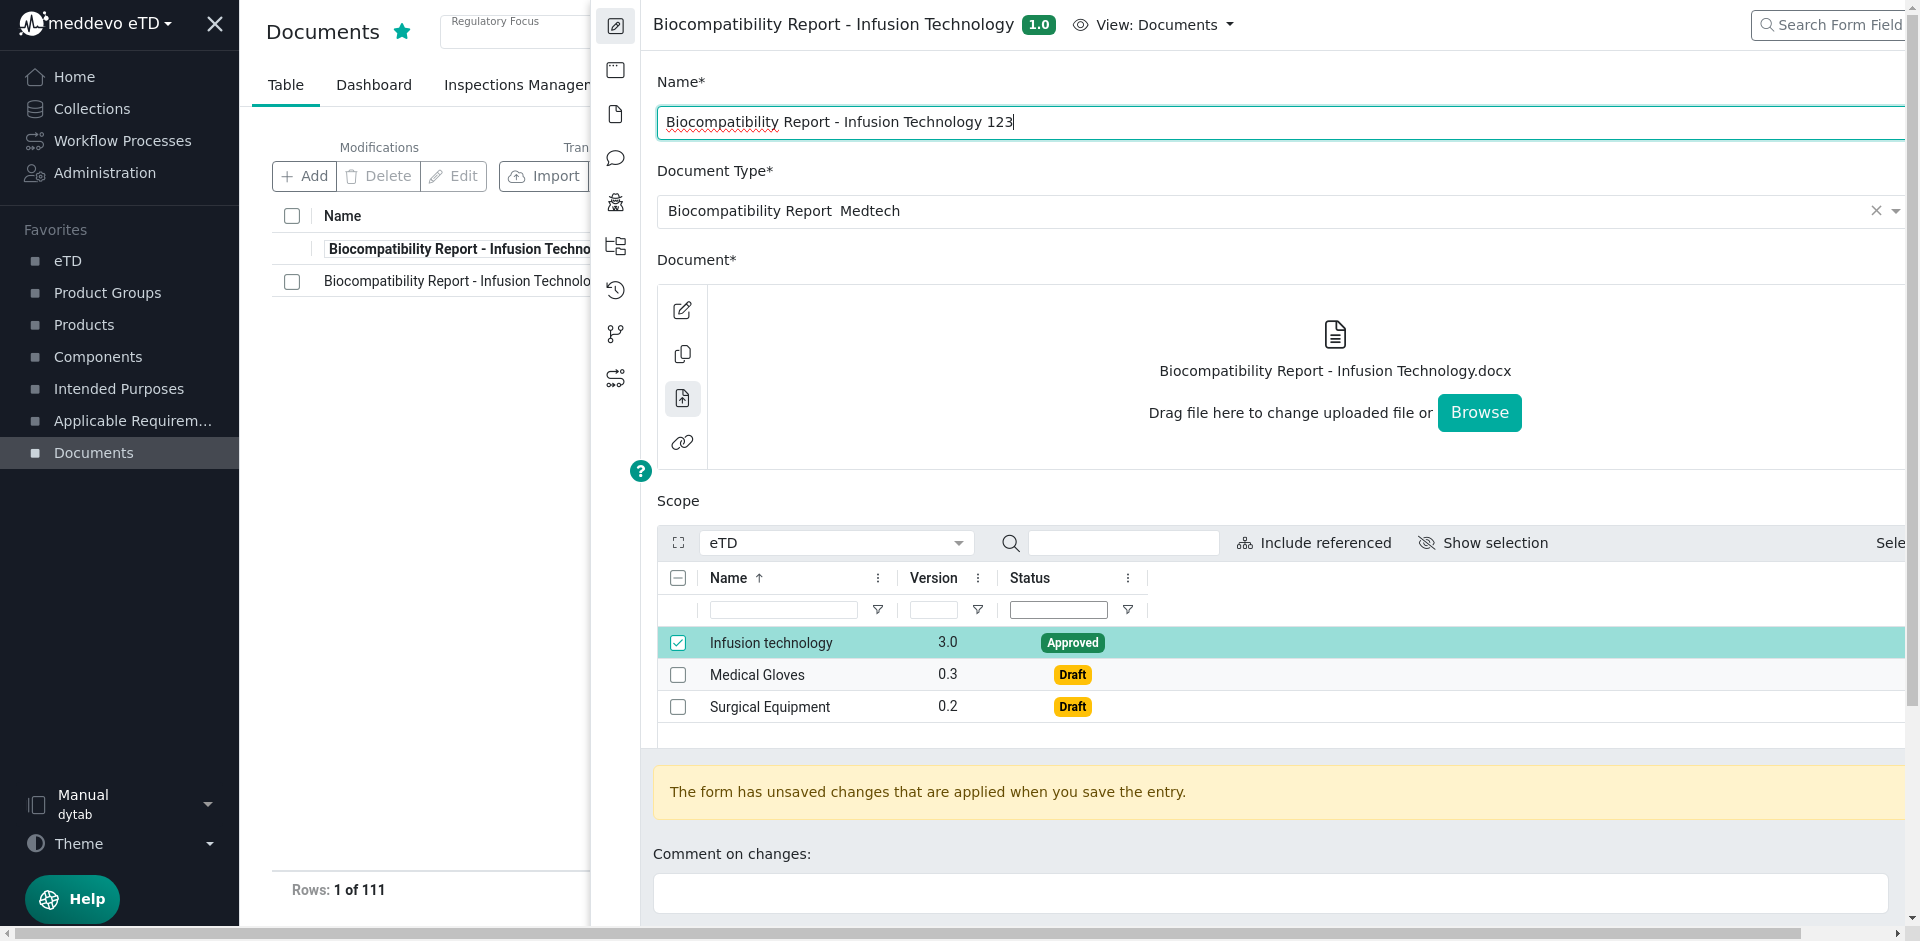 meddevo eTD
Home
Collections
Workflow Processes
Administration
Favorites
eTD
Product Groups
Products
Components
Intended Purposes
Applicable Requirem...
Documents
Manual
dytab
Theme
Help
Documents
Regulatory Focus
Table
Dashboard
Inspections Manager
Modifications
Tran
Add
Delete
Edit
Import
Name
Biocompatibility Report - Infusion Techno
Biocompatibility Report - Infusion Technolo
Rows: 1 of 111
Biocompatibility Report - Infusion Technology 1.0 View: Documents
Search Form Field
Name*
Biocompatibility Report - Infusion Technology 123
Document Type*
Biocompatibility Report Medtech
Document*
Biocompatibility Report - Infusion Technology.docx
Drag file here to change uploaded file or Browse
?
Scope
eTD
Include referenced
Show selection
Sele
Name Version Status
Infusion technology 3.0 Approved
Medical Gloves 0.3 Draft
Surgical Equipment 0.2 Draft
The form has unsaved changes that are applied when you save the entry.
Comment on changes: